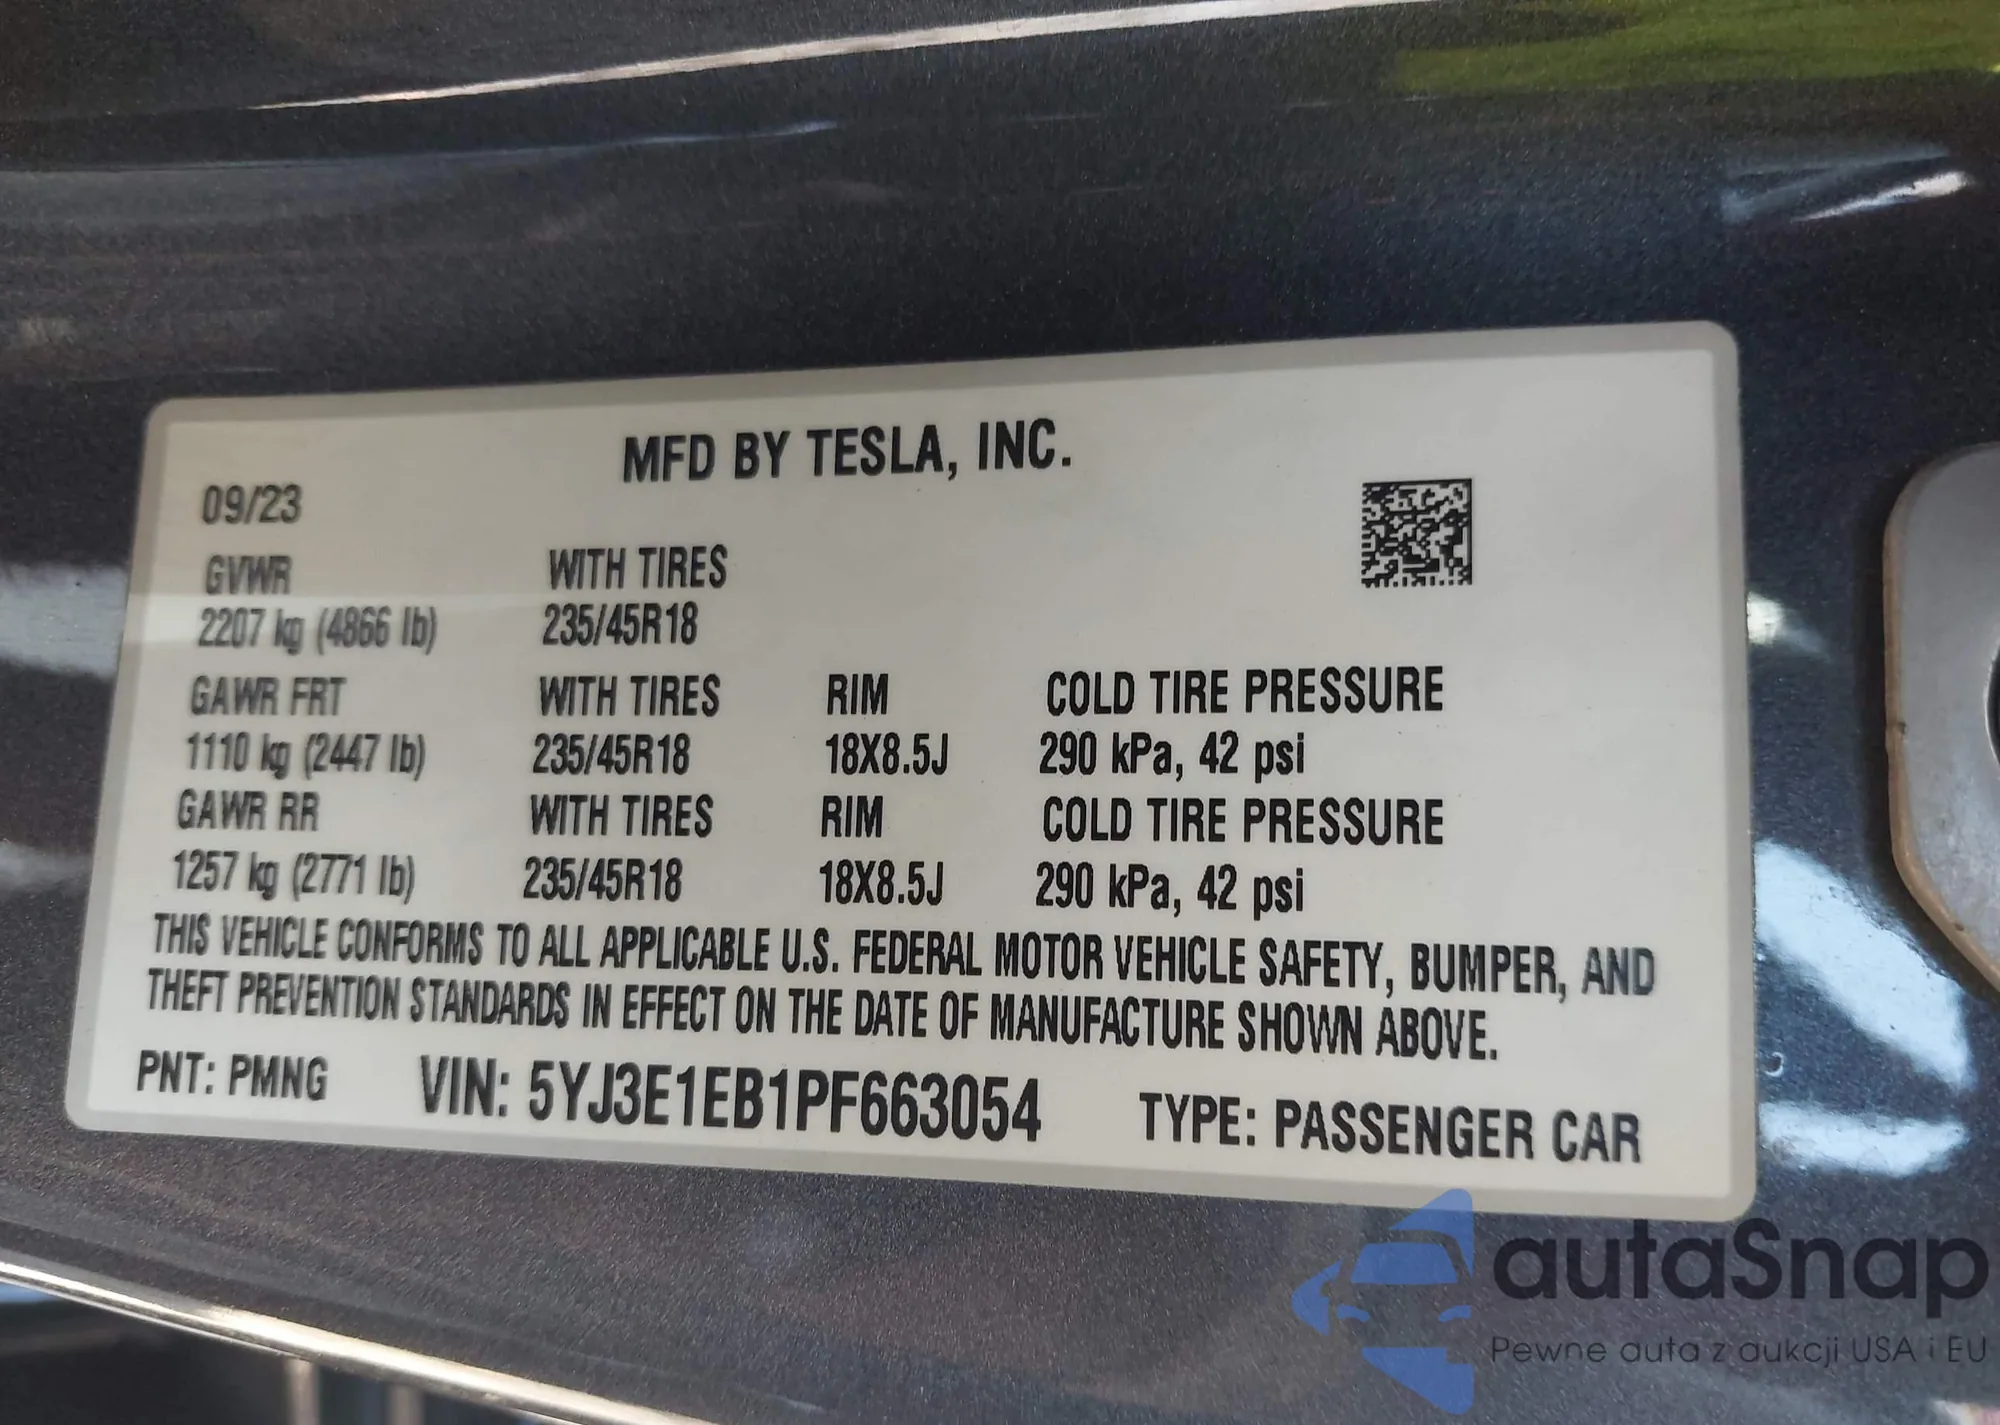 MFD BY TESLA, INC.
09/23
GVWR WITH TIRES
2207 kg (4866 lb) 235/45R18
GAWR FRT WITH TIRES RIM COLD TIRE PRESSURE
1110 kg (2447 lb) 235/45R18 18X8.5J 290 kPa, 42 psi
GAWR RR WITH TIRES RIM COLD TIRE PRESSURE
1257 kg (2771 lb) 235/45R18 18X8.5J 290 kPa, 42 psi
THIS VEHICLE CONFORMS TO ALL APPLICABLE U.S. FEDERAL MOTOR VEHICLE SAFETY, BUMPER, AND
THEFT PREVENTION STANDARDS IN EFFECT ON THE DATE OF MANUFACTURE SHOWN ABOVE.
PNT: PMNG VIN: 5YJ3E1EB1PF663054 TYPE: PASSENGER CAR
autaSnap
Pewne auta z aukcji USA i EU